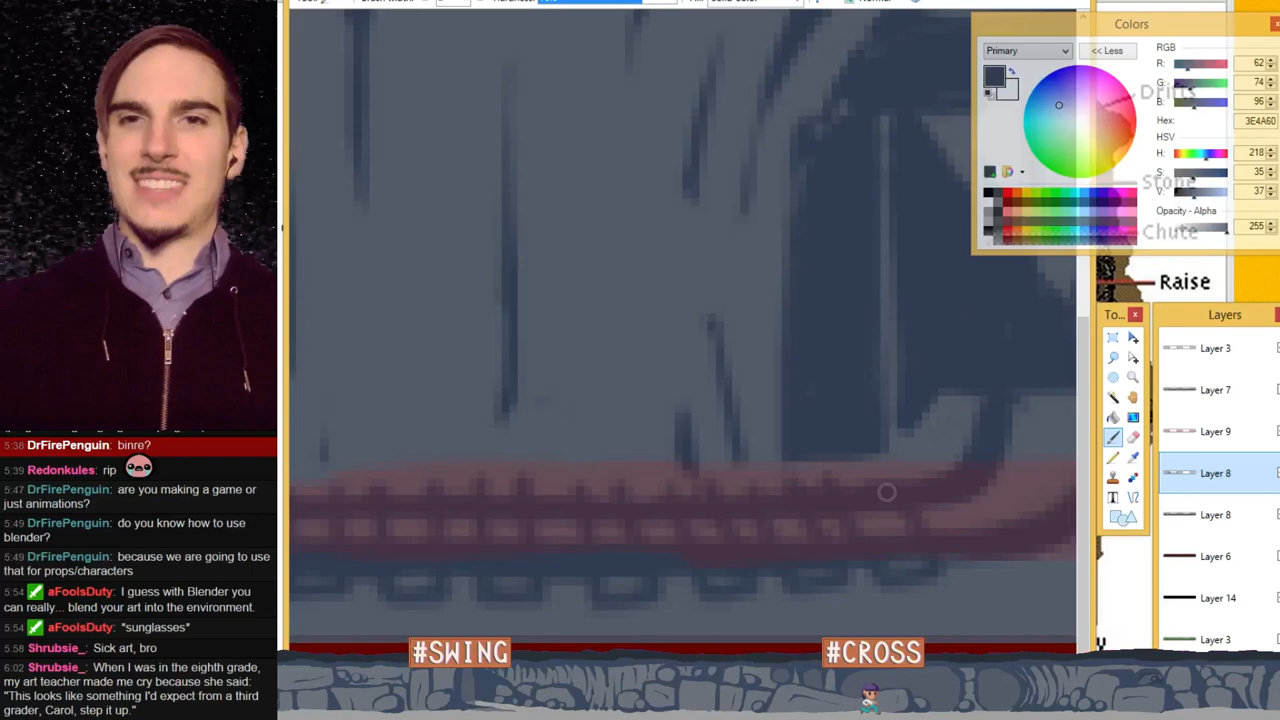 Colors
Primary
<< Less
RGB
R: 62
G: 74
B: 96
Hex: 3E4A60
HSV
H: 218
S: 35
V: 37
Opacity - Alpha
255
Drifts
Stone
Chute
Raise
To...
Layers
Layer 3
Layer 7
Layer 9
Layer 8
Layer 8
Layer 6
Layer 14
Layer 3
5:38 DrFirePenguin: binre?
5:39 Redonkules: rip
5:47 DrFirePenguin: are you making a game or
just animations?
5:49 DrFirePenguin: do you know how to use
blender?
5:49 DrFirePenguin: because we are going to use
that for props/characters
5:54 aFoolsDuty: I guess with Blender you
can really... blend your art into the environment.
5:54 aFoolsDuty: *sunglasses*
5:58 Shrubsie_: Sick art, bro
6:02 Shrubsie_: When I was in the eighth grade,
my art teacher made me cry because she said:
"This looks like something I'd expect from a third
grader, Carol, step it up."
#SWING
#CROSS